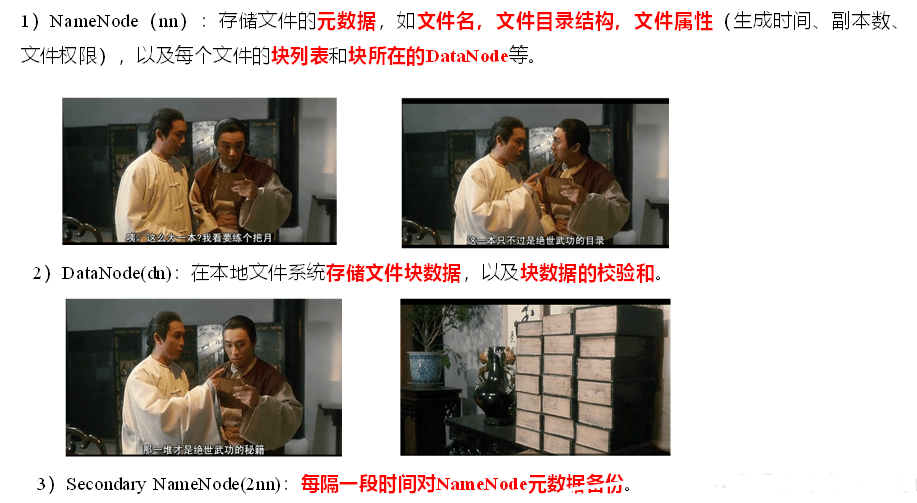 1）NameNode（nn）：存储文件的元数据，如文件名，文件目录结构，文件属性（生成时间、副本数、
文件权限），以及每个文件的块列表和块所在的DataNode等。
咦，这么大一本?我看要练个把月
这一本只不过是绝世武功的目录
2）DataNode(dn)：在本地文件系统存储文件块数据，以及块数据的校验和。
那一堆才是绝世武功的秘籍
3）Secondary NameNode(2nn)：每隔一段时间对NameNode元数据备份。